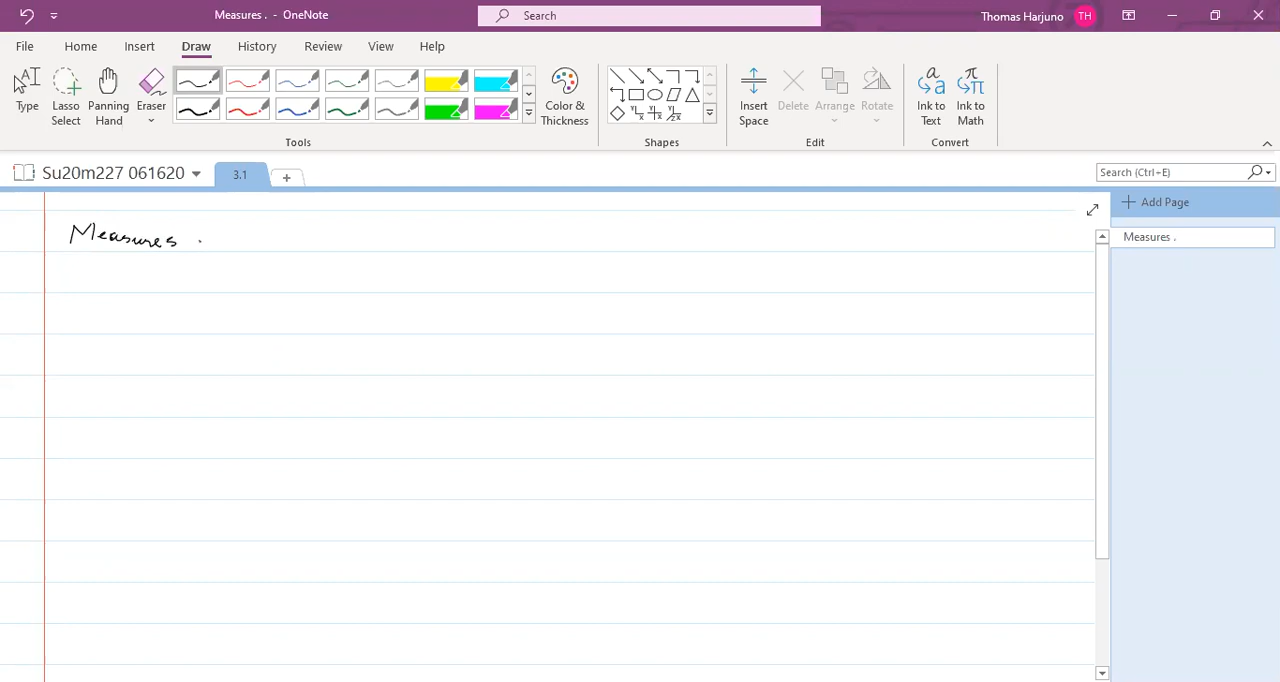 Measures . - OneNote
Search
Thomas Harjuno TH
File Home Insert Draw History Review View Help
Type
Lasso Select
Panning Hand
Eraser
Color & Thickness
Insert Space
Delete
Arrange
Rotate
Ink to Text
Ink to Math
Tools Shapes Edit Convert
Su20m227 061620
3.1
Search (Ctrl+E)
Add Page
Measures .
Measures .